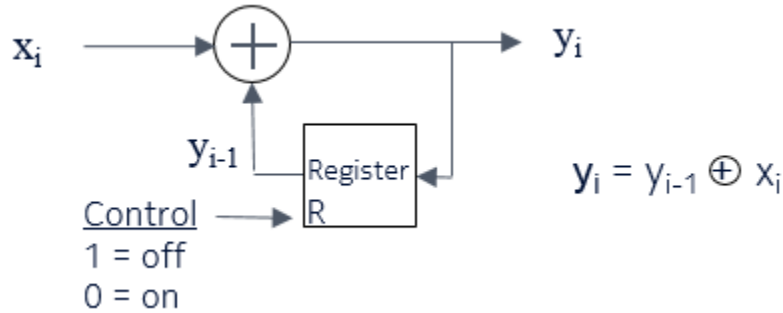 xᵢ
yᵢ
yᵢ₋₁
Register
R
yᵢ = yᵢ₋₁ ⊕ xᵢ
Control
1 = off
0 = on